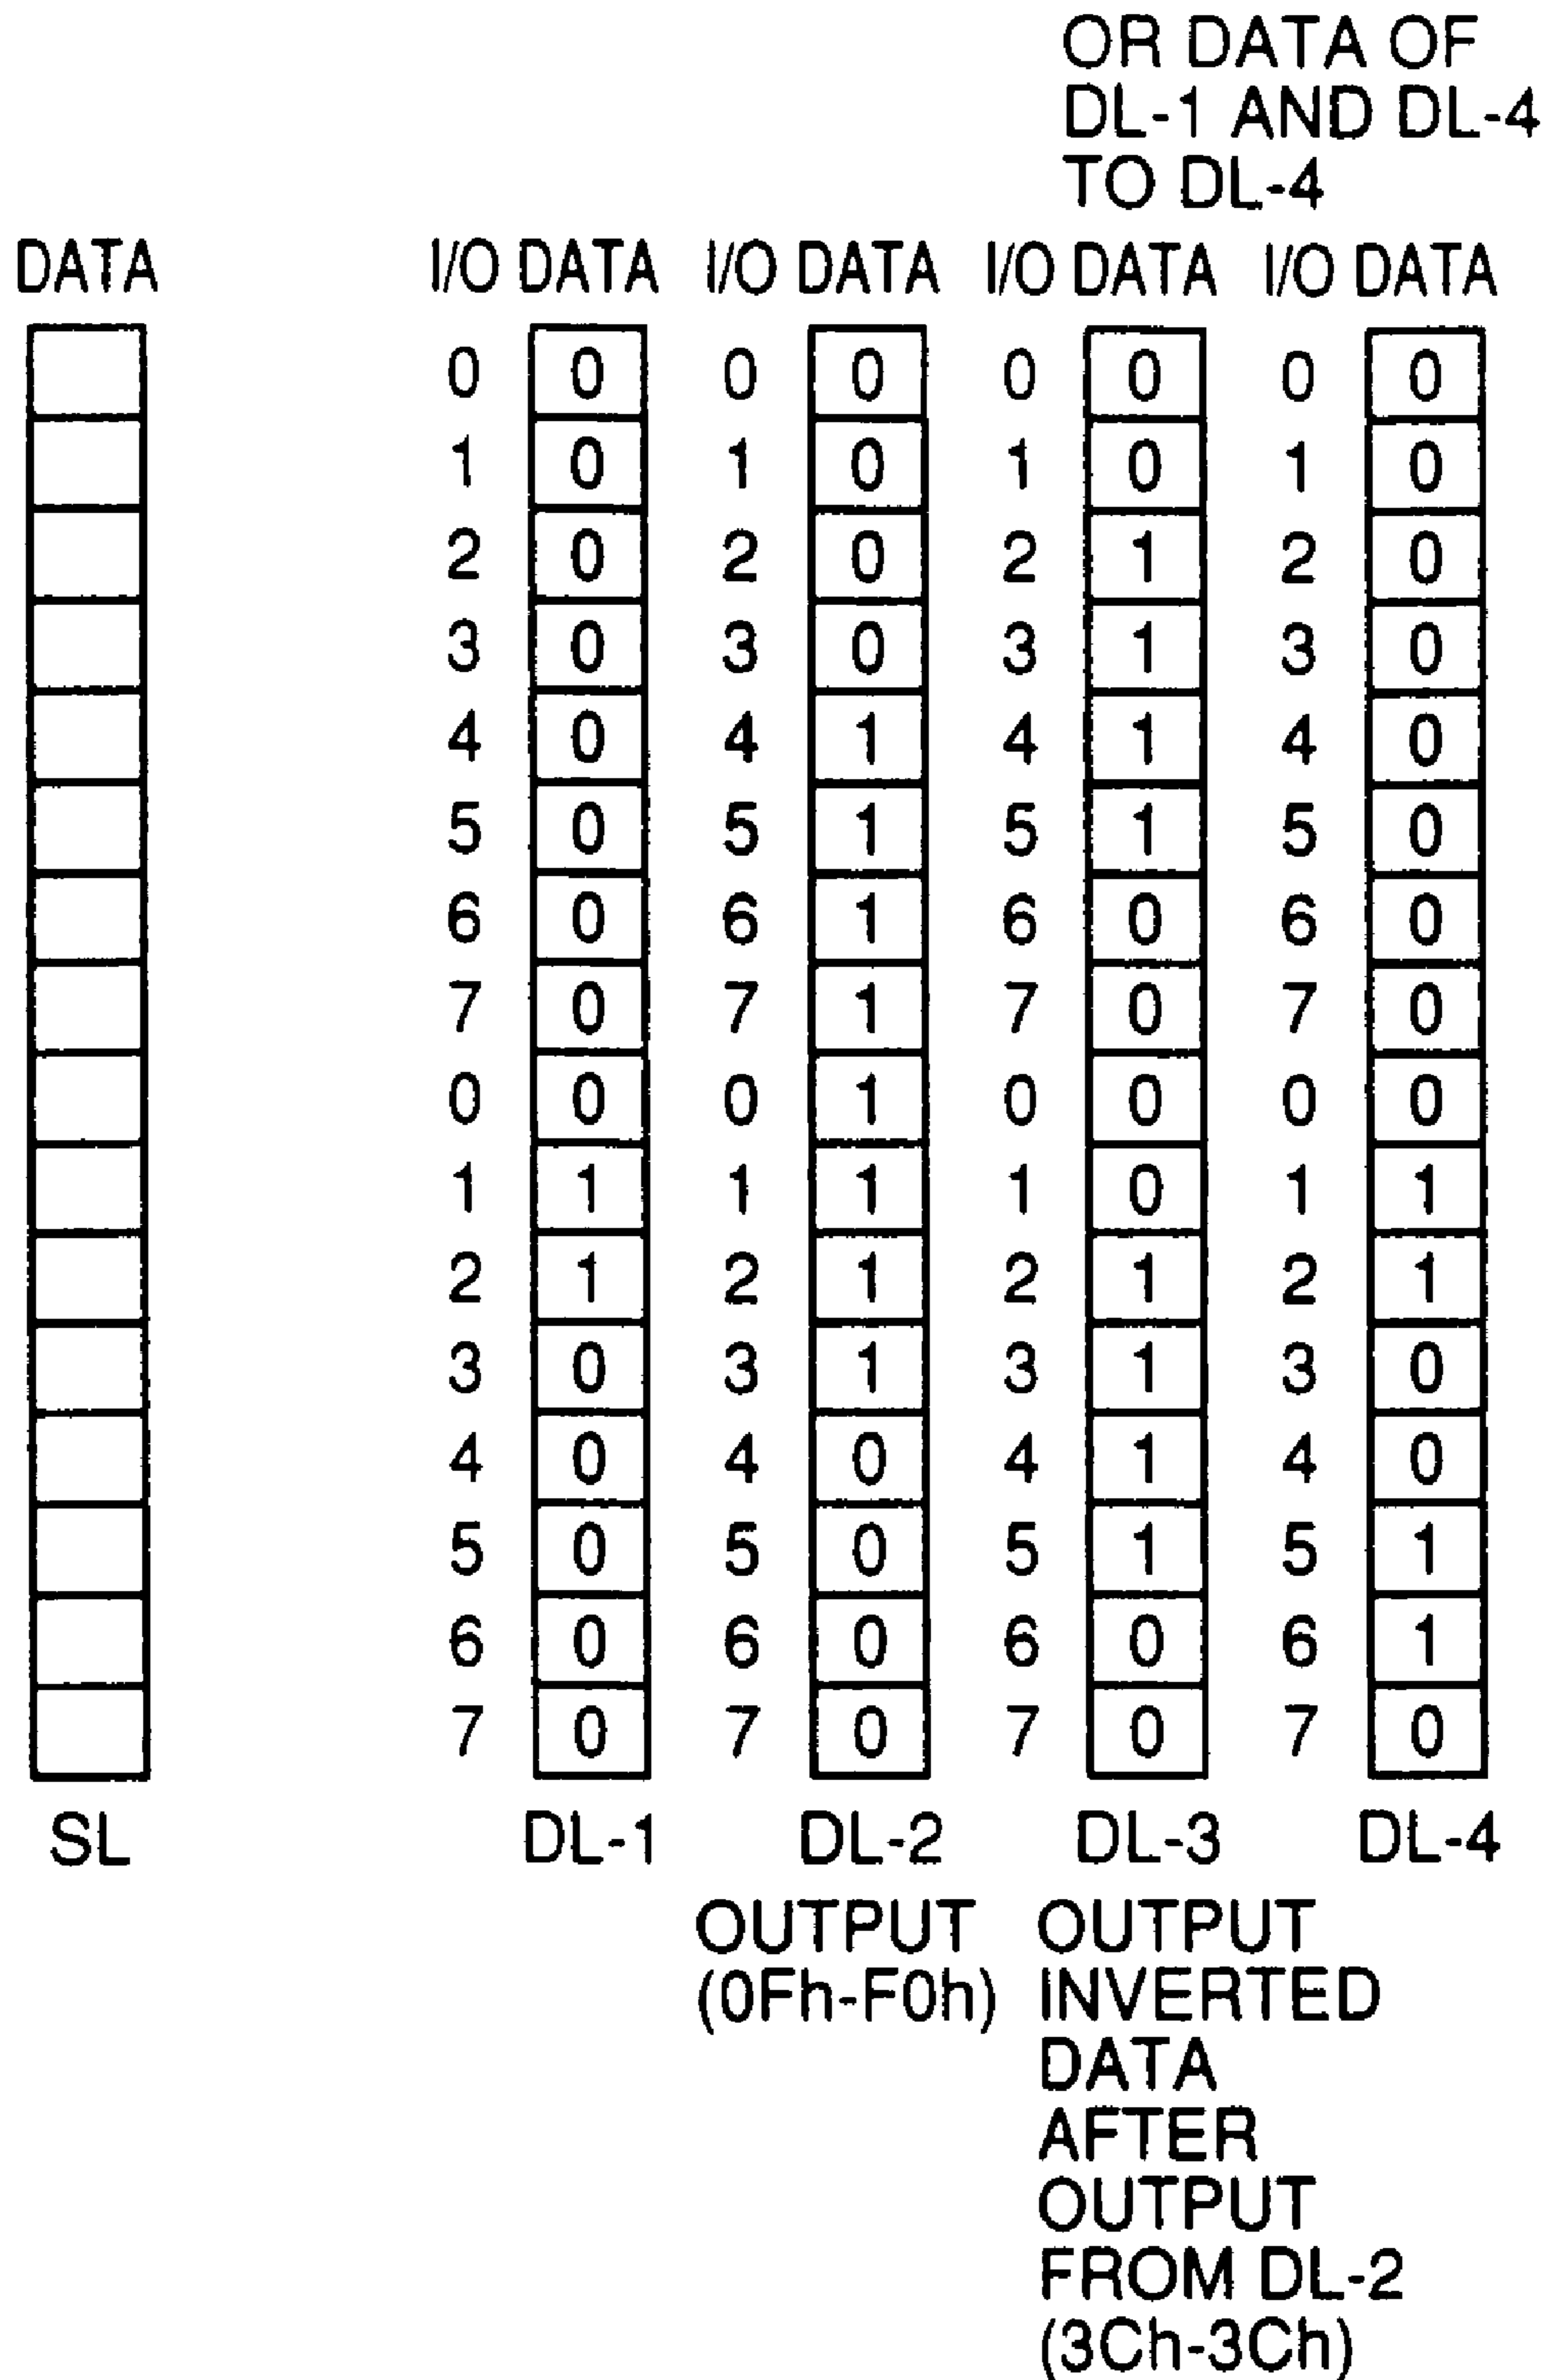 OR DATA OF
DL-1 AND DL-4
TO DL-4
DATA I/O DATA I/O DATA I/O DATA I/O DATA
0 0 0 0 0 0 0 0
1 0 1 0 1 0 1 0
2 0 2 0 2 1 2 0
3 0 3 0 3 1 3 0
4 0 4 1 4 1 4 0
5 0 5 1 5 1 5 0
6 0 6 1 6 0 6 0
7 0 7 1 7 0 7 0
0 0 0 1 0 0 0 0
1 1 1 1 1 0 1 1
2 1 2 1 2 1 2 1
3 0 3 1 3 1 3 0
4 0 4 0 4 1 4 0
5 0 5 0 5 1 5 1
6 0 6 0 6 0 6 1
7 0 7 0 7 0 7 0
SL DL-1 DL-2 DL-3 DL-4
OUTPUT
(0Fh-F0h)
OUTPUT
INVERTED
DATA
AFTER
OUTPUT
FROM DL-2
(3Ch-3Ch)